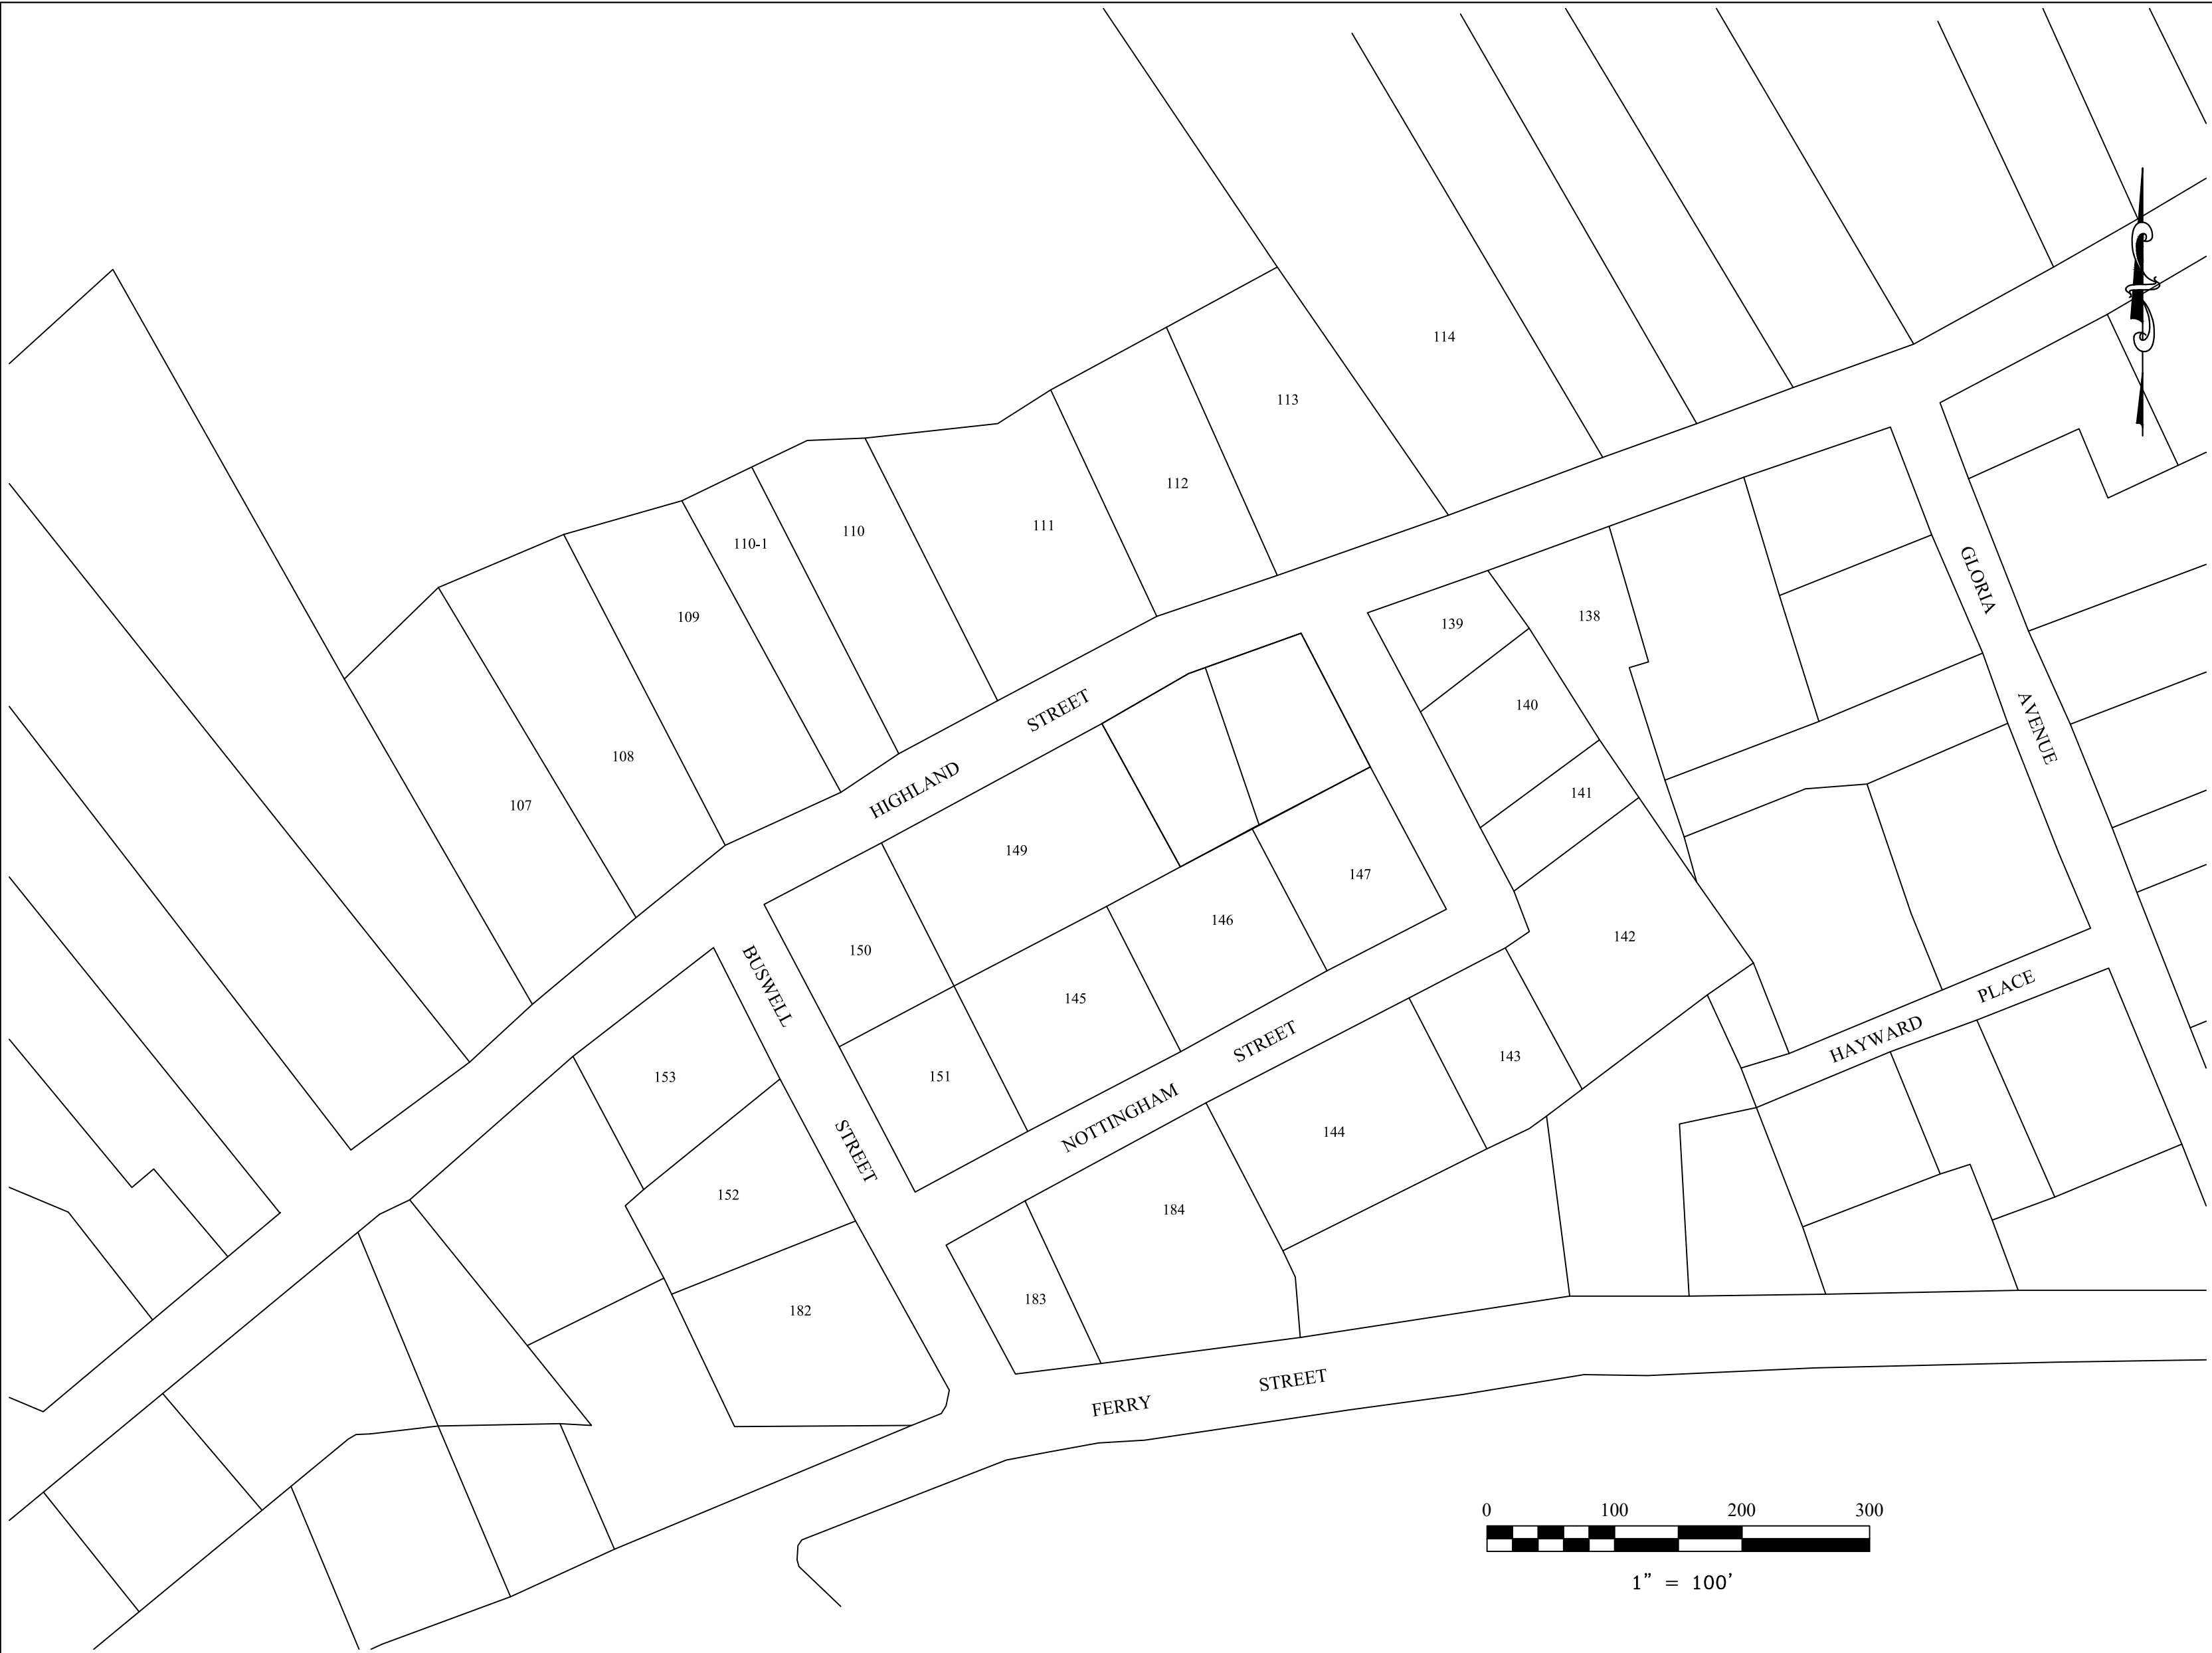 114
113
112
111
110
110-1
109
108
107
GLORIA
AVENUE
139
138
140
141
142
HIGHLAND STREET
149
147
146
150
145
151
BUSWELL
STREET
153
152
182
NOTTINGHAM STREET
143
144
184
183
HAYWARD PLACE
FERRY STREET
0 100 200 300
1" = 100'